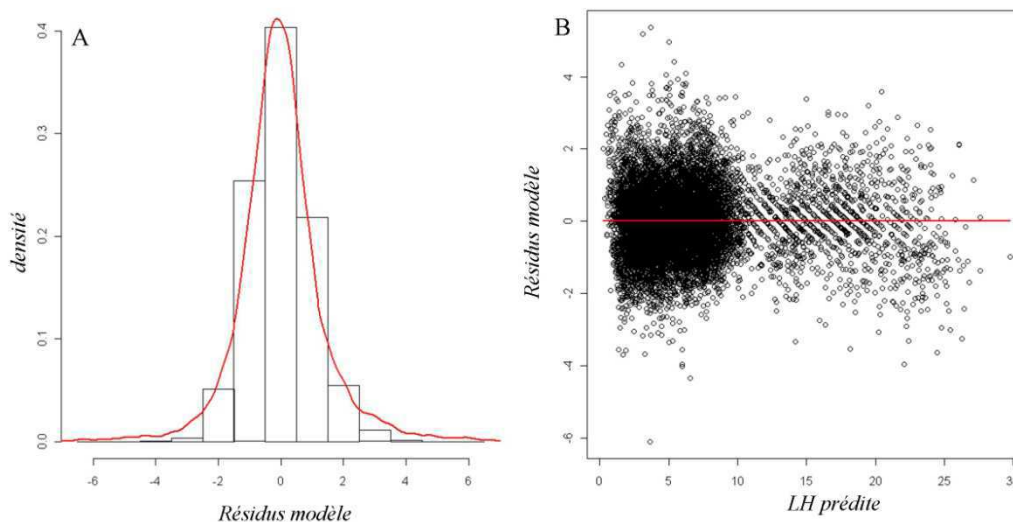 A
densité
0.0 0.1 0.2 0.3 0.4
-6 -4 -2 0 2 4 6
Résidus modèle
B
Résidus modèle
-6 -4 -2 0 2 4
0 5 10 15 20 25 30
LH prédite